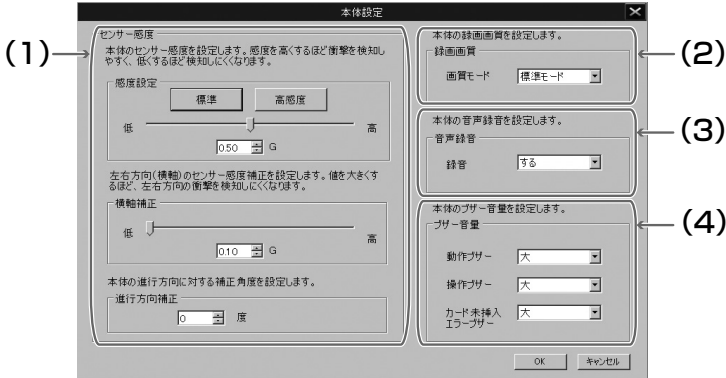 本体設定
(1)
センサー感度
本体のセンサー感度を設定します。感度を高くするほど衝撃を検知し
やすく、低くするほど検知しにくくなります。
感度設定
標準 高感度
低 高
0.50 G
左右方向(横軸)のセンサー感度補正を設定します。値を大きくす
るほど、左右方向の衝撃を検知しにくくなります。
横軸補正
低 高
0.10 G
本体の進行方向に対する補正角度を設定します。
進行方向補正
0 度
(2)
本体の録画画質を設定します。
録画画質
画質モード 標準モード
(3)
本体の音声録音を設定します。
音声録音
録音 する
(4)
本体のブザー音量を設定します。
ブザー音量
動作ブザー 大
操作ブザー 大
カード未挿入 大
エラーブザー
OK キャンセル